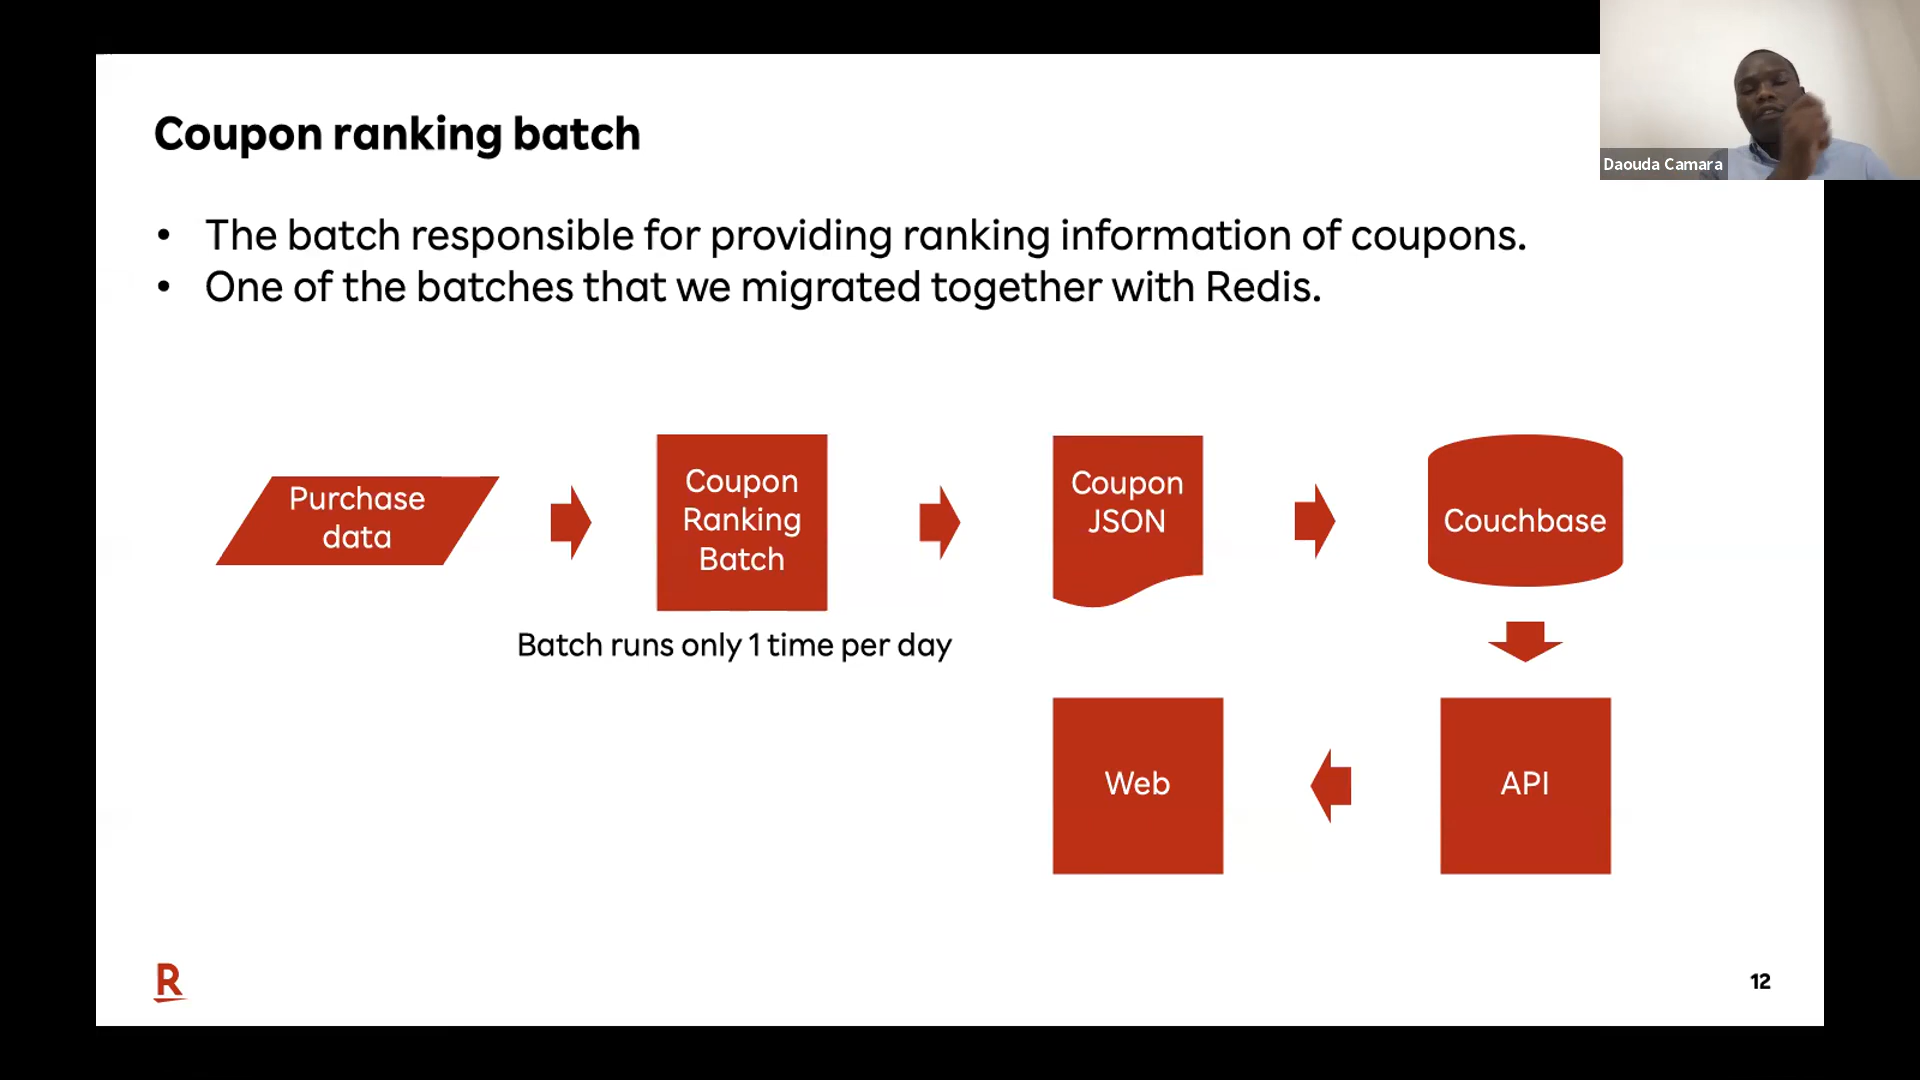 Coupon ranking batch
Daouda Camara
• The batch responsible for providing ranking information of coupons.
• One of the batches that we migrated together with Redis.
Purchase
data
Coupon
Ranking
Batch
Coupon
JSON
Couchbase
Batch runs only 1 time per day
Web
API
R
12